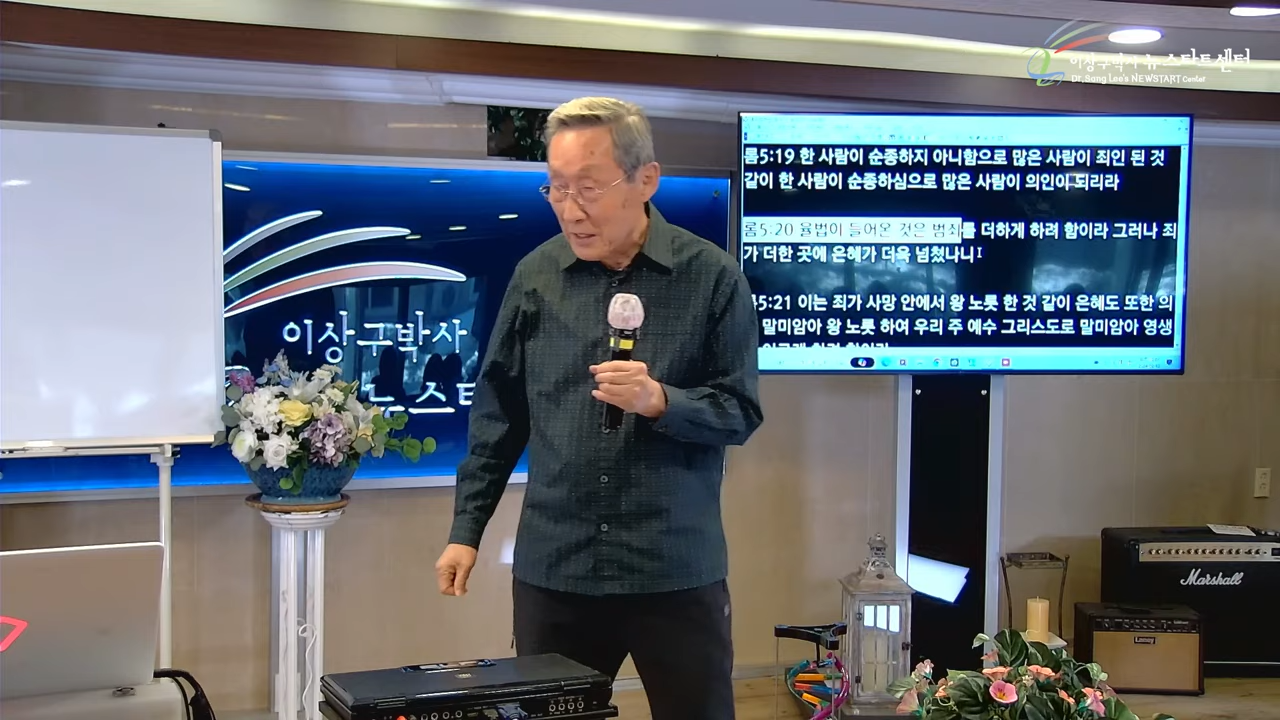 이상구박사 뉴스타트센터
Dr. Sang Lee's NEWSTART Center
롬5:19 한 사람이 순종하지 아니함으로 많은 사람이 죄인 된 것
같이 한 사람이 순종하심으로 많은 사람이 의인이 되리라
롬5:20 율법이 들어온 것은 범죄를 더하게 하려 함이라 그러나 죄
가 더한 곳에 은혜가 더욱 넘쳤나니
5:21 이는 죄가 사망 안에서 왕 노릇 한 것 같이 은혜도 또한 의
말미암아 왕 노릇 하여 우리 주 예수 그리스도로 말미암아 영생
이상구박사
뉴스타
Marshall
Laney